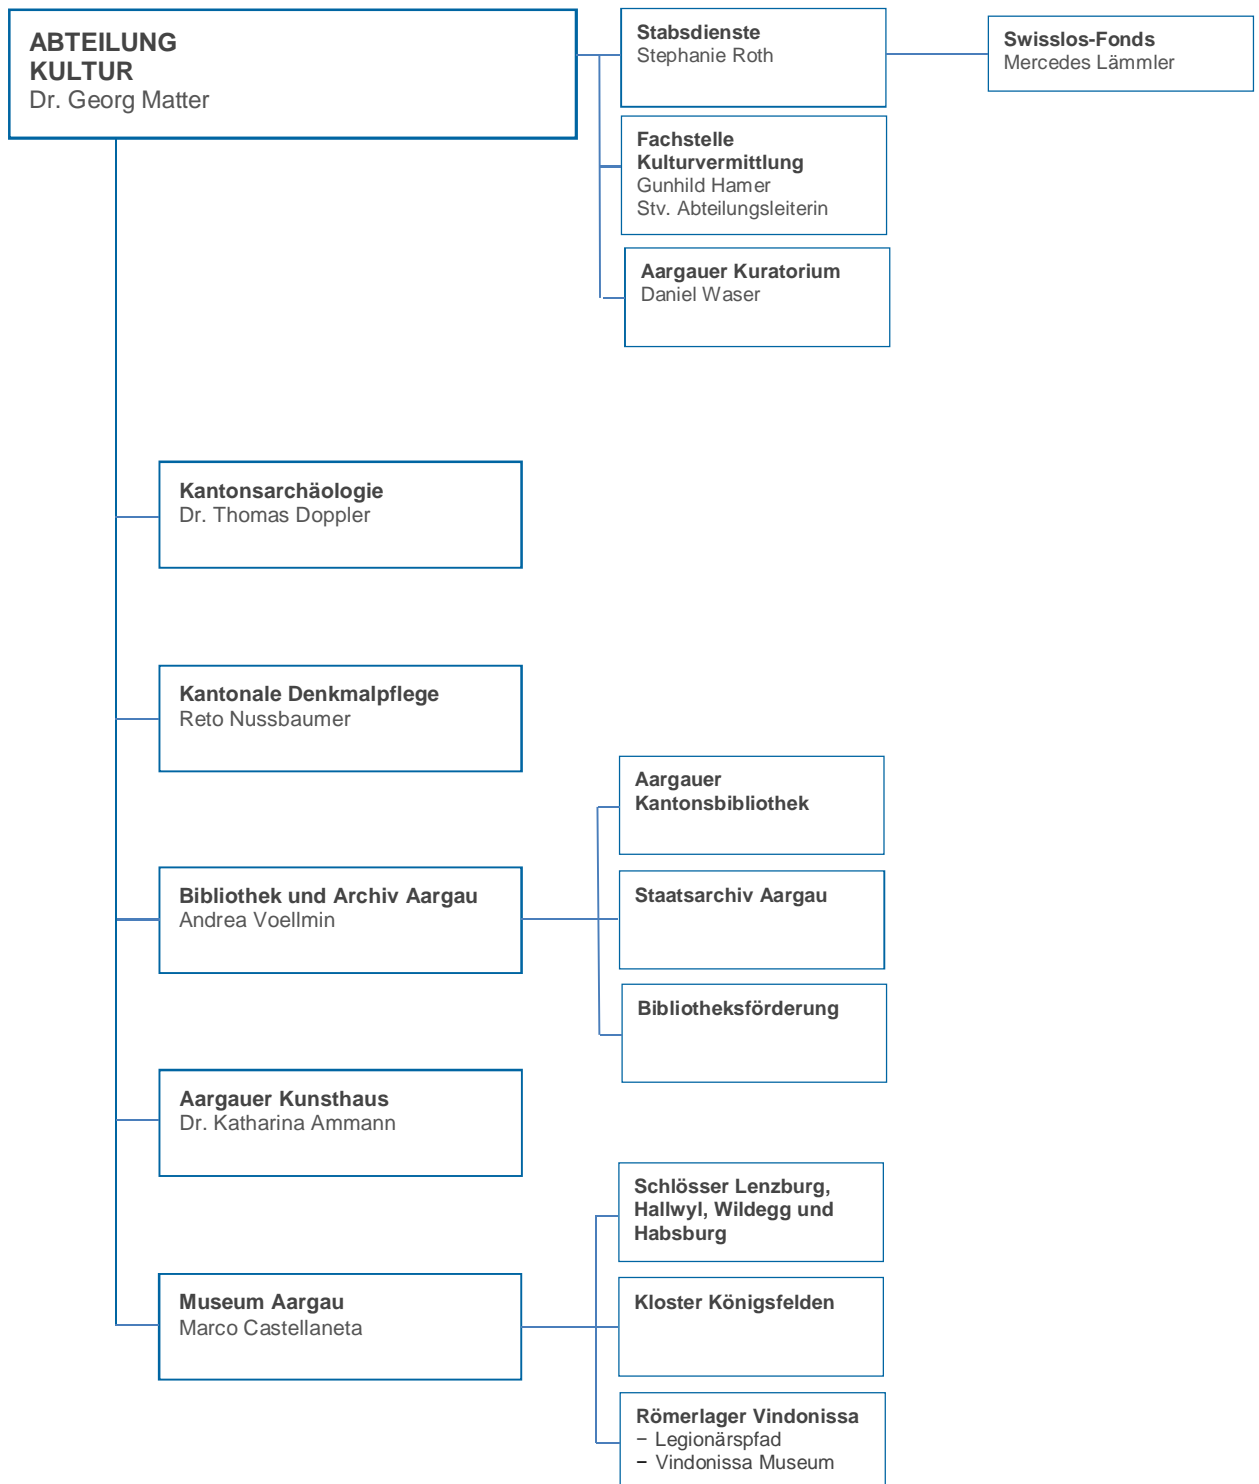 ABTEILUNG
KULTUR
Dr. Georg Matter
Stabsdienste
Stephanie Roth
Swisslos-Fonds
Mercedes Lämmler
Fachstelle
Kulturvermittlung
Gunhild Hamer
Stv. Abteilungsleiterin
Aargauer Kuratorium
Daniel Waser
Kantonsarchäologie
Dr. Thomas Doppler
Kantonale Denkmalpflege
Reto Nussbaumer
Bibliothek und Archiv Aargau
Andrea Voellmin
Aargauer
Kantonsbibliothek
Staatsarchiv Aargau
Bibliotheksförderung
Aargauer Kunsthaus
Dr. Katharina Ammann
Museum Aargau
Marco Castellaneta
Schlösser Lenzburg,
Hallwyl, Wildegg und
Habsburg
Kloster Königsfelden
Römerlager Vindonissa
− Legionärspfad
− Vindonissa Museum